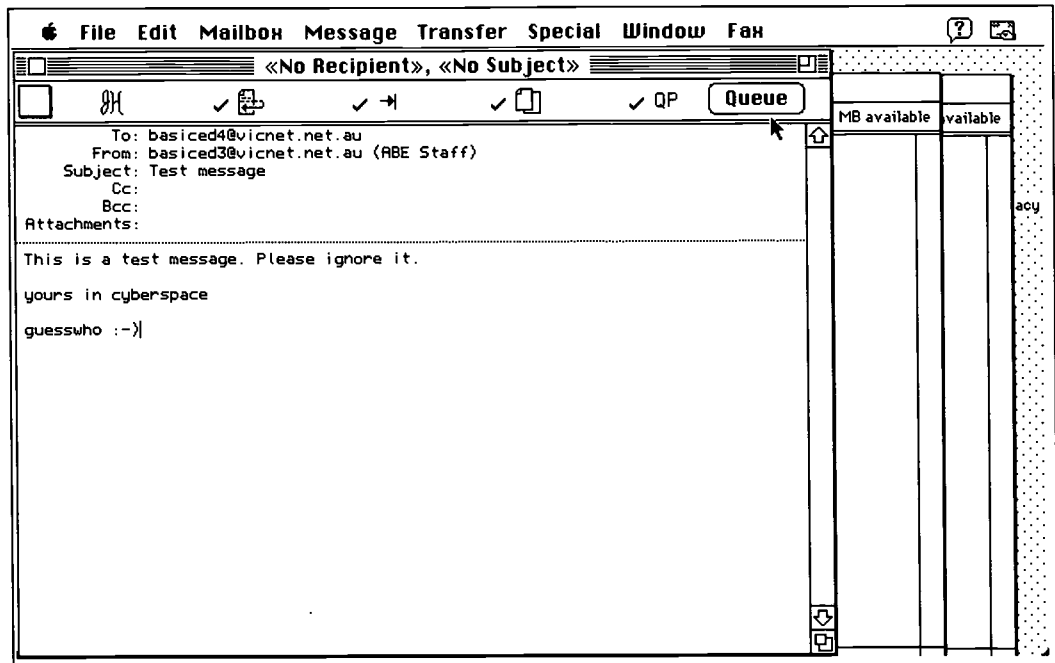 File Edit Mailbox Message Transfer Special Window Fax
«No Recipient», «No Subject»
QP Queue
MB available
vailable
To: basiced4@vicnet.net.au
From: basiced3@vicnet.net.au (ABE Staff)
Subject: Test message
Cc:
Bcc:
Attachments:
acy
This is a test message. Please ignore it.
yours in cyberspace
guesswho :-)